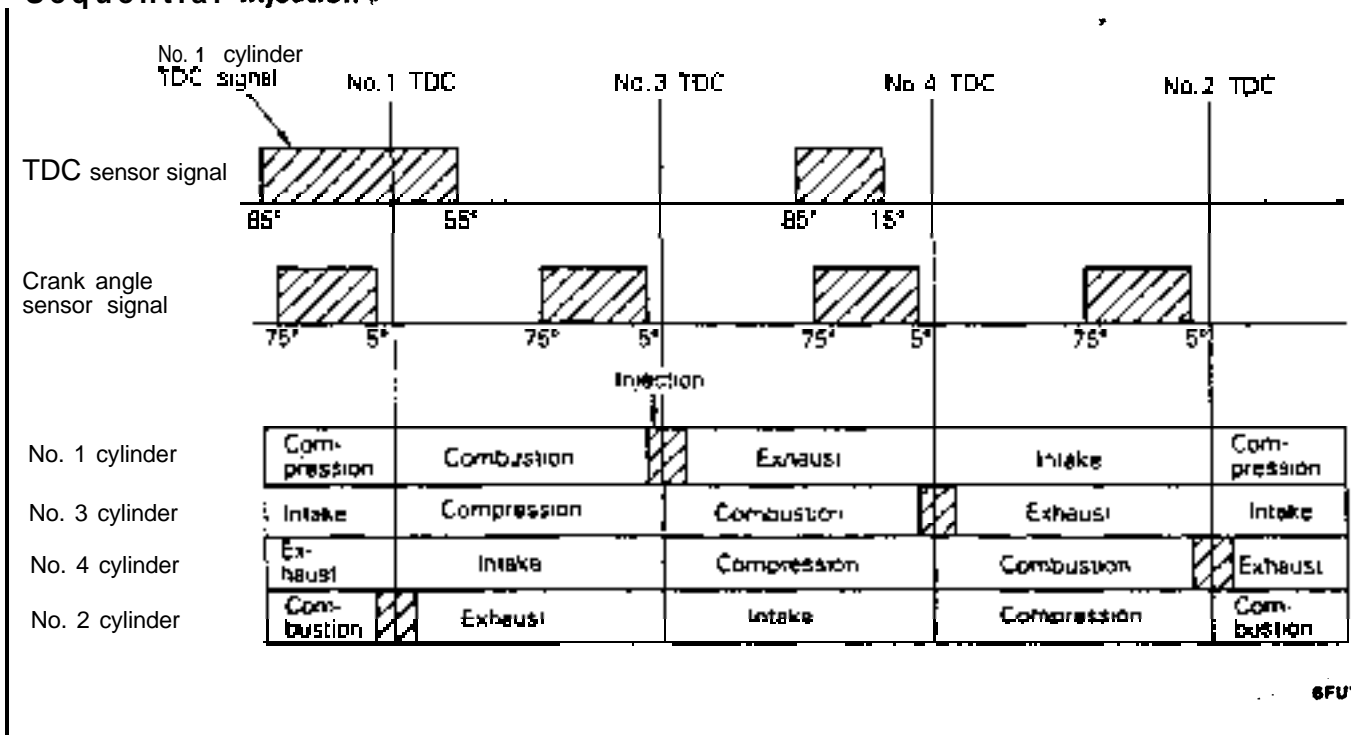 Sequential injection
No. 1 cylinder
TDC signal
No. 1 TDC No. 3 TDC No. 4 TDC No. 2 TDC
TDC sensor signal
85° 55° 85° 15°
Crank angle
sensor signal
75° 5° 75° 5° 75° 5° 75° 5°
Injection
No. 1 cylinder
Com-
pression
Combustion Exhaust Intake
Com-
pression
No. 3 cylinder Intake Compression Combustion Exhaust Intake
No. 4 cylinder
Ex-
haust
Intake Compression Combustion Exhaust
No. 2 cylinder
Com-
bustion
Exhaust Intake Compression
Com-
bustion
6FU